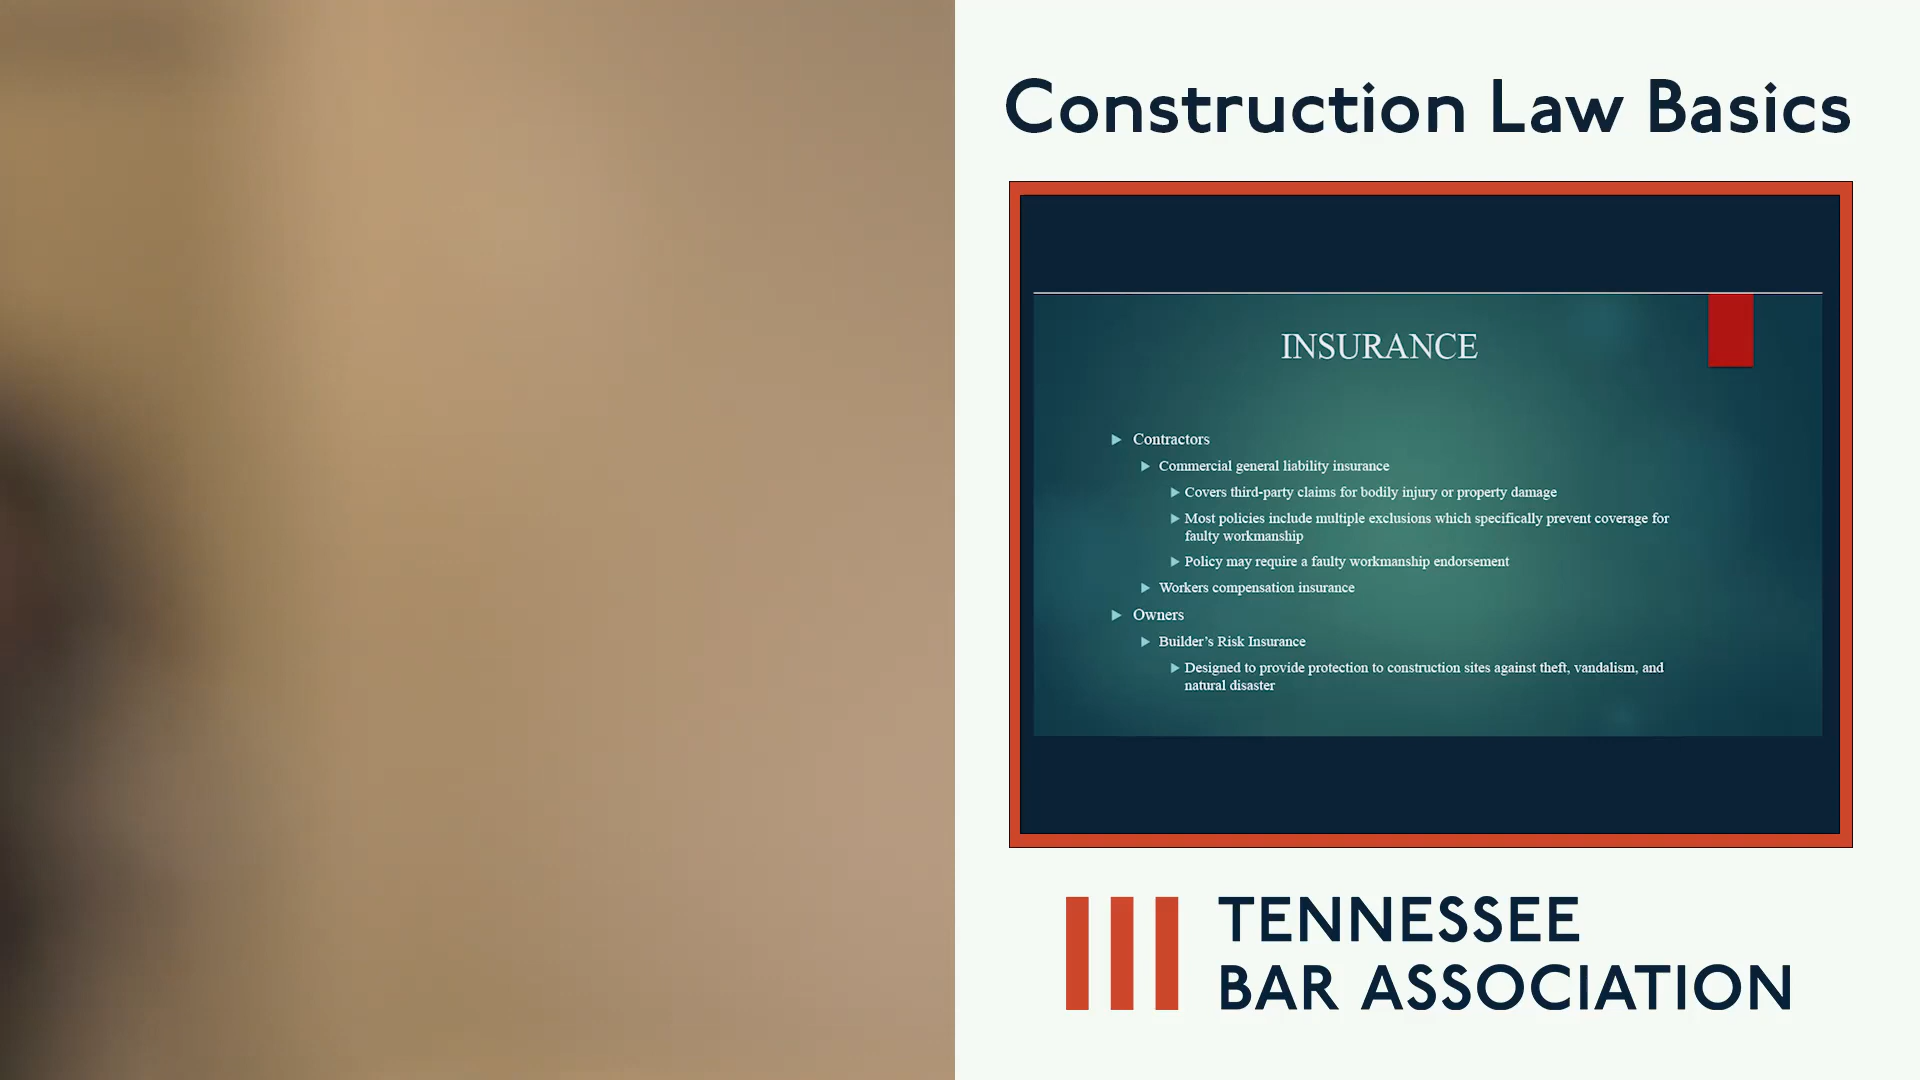 Construction Law Basics
INSURANCE
Contractors
Commercial general liability insurance
Covers third-party claims for bodily injury or property damage
Most policies include multiple exclusions which specifically prevent coverage for
faulty workmanship
Policy may require a faulty workmanship endorsement
Workers compensation insurance
Owners
Builder’s Risk Insurance
Designed to provide protection to construction sites against theft, vandalism, and
natural disaster
TENNESSEE
BAR ASSOCIATION